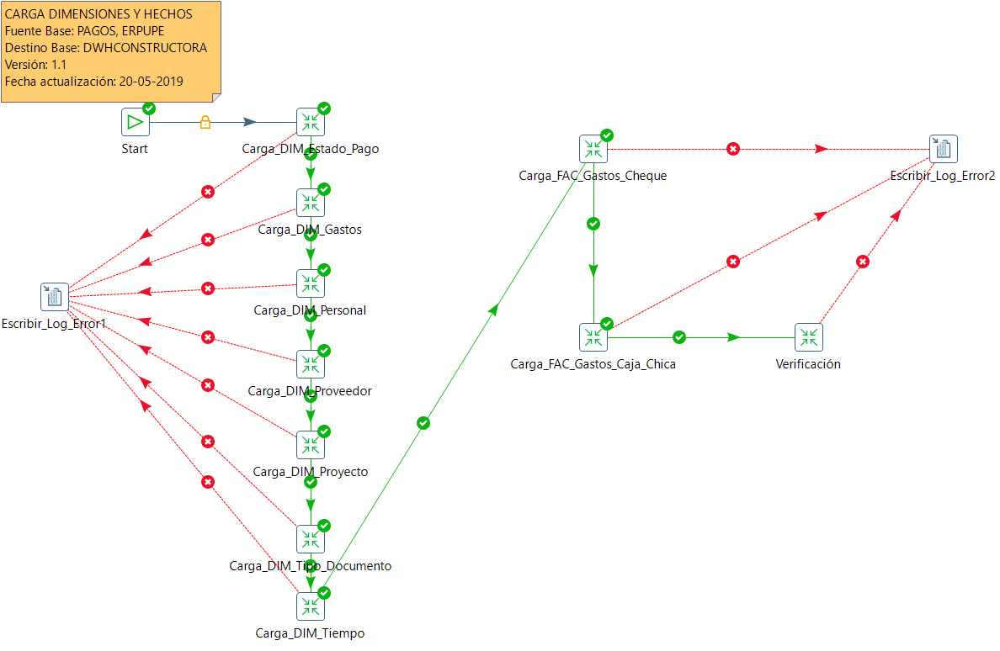 CARGA DIMENSIONES Y HECHOS
Fuente Base: PAGOS, ERPUPE
Destino Base: DWHCONSTRUCTORA
Versión: 1.1
Fecha actualización: 20-05-2019
Start
Carga_DIM_Estado_Pago
Carga_DIM_Gastos
Carga_DIM_Personal
Escribir_Log_Error1
Carga_DIM_Proveedor
Carga_DIM_Proyecto
Carga_DIM_Tipo_Documento
Carga_DIM_Tiempo
Carga_FAC_Gastos_Cheque
Escribir_Log_Error2
Carga_FAC_Gastos_Caja_Chica
Verificación